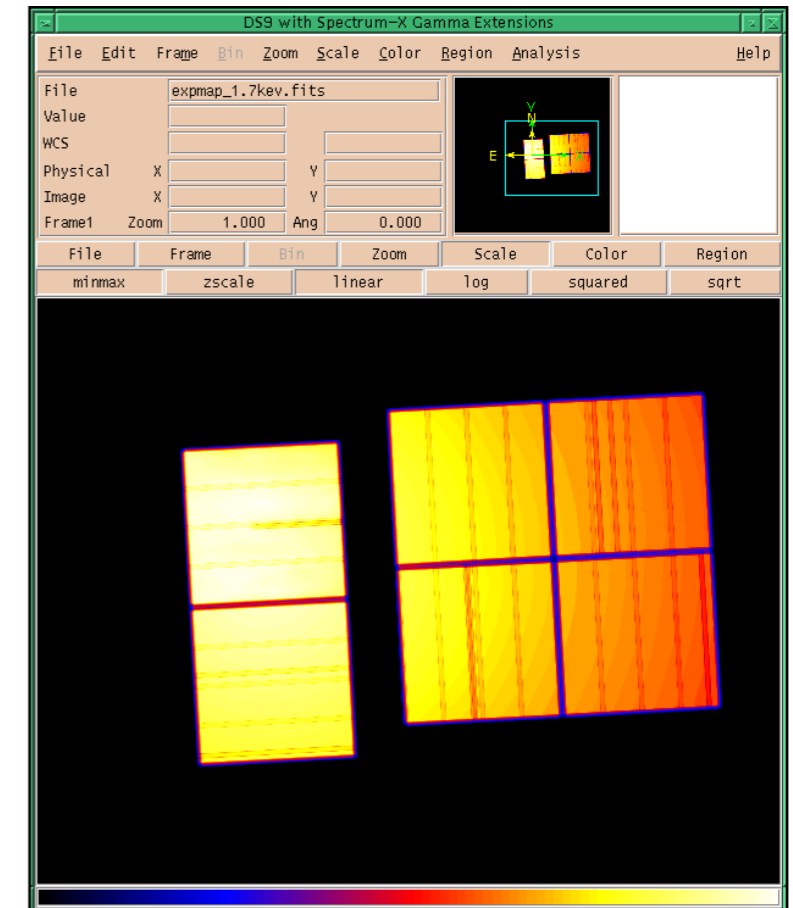 DS9 with Spectrum-X Gamma Extensions
File Edit Frame Bin Zoom Scale Color Region Analysis Help
File expmap_1.7kev.fits
Value
WCS
Physical X Y
Image X Y
Frame1 Zoom 1.000 Ang 0.000
Y
N
E X
File Frame Bin Zoom Scale Color Region
minmax zscale linear log squared sqrt